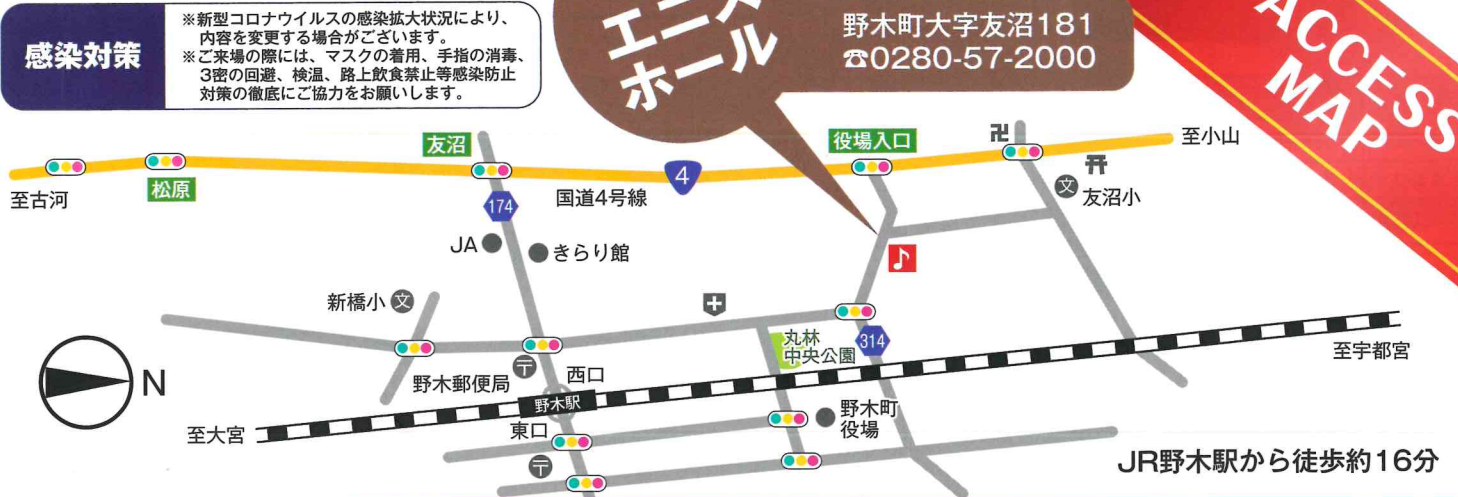 感染対策
※新型コロナウイルスの感染拡大状況により、
内容を変更する場合がございます。
※ご来場の際には、マスクの着用、手指の消毒、
3密の回避、検温、路上飲食禁止等感染防止
対策の徹底にご協力をお願いします。
ホール
野木町大字友沼181
☎0280-57-2000
ACCESS
MAP
友沼
役場入口
卍
至小山
至古河
松原
174
国道4号線
4
文
友沼小
JA
きらり館
♪
新橋小
文
丸林
中央公園
314
至宇都宮
N
野木郵便局
〒
西口
野木駅
至大宮
東口
〒
野木町
役場
JR野木駅から徒歩約16分